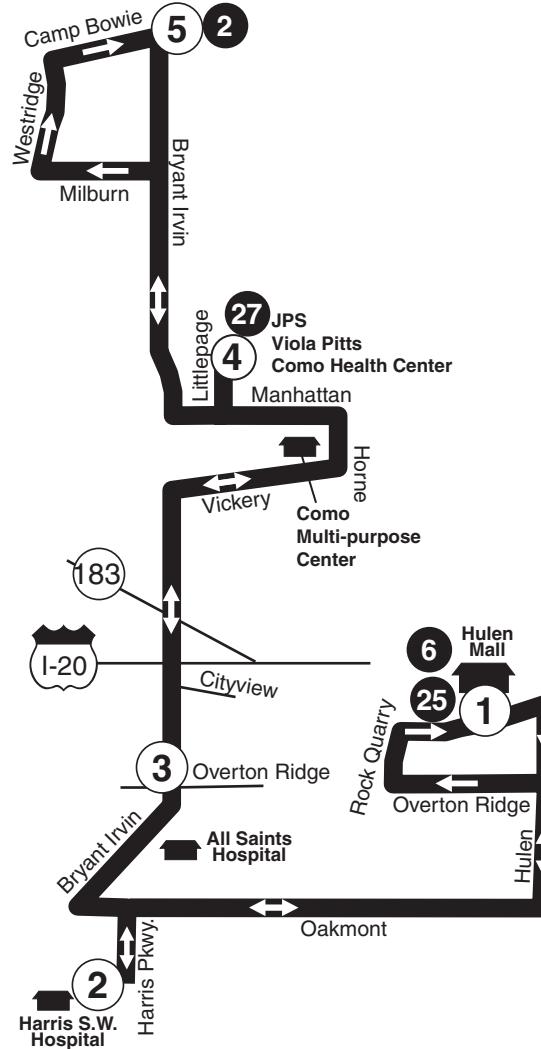 Camp Bowie
5
2
Westridge
Milburn
Bryant Irvin
27
JPS
Viola Pitts
Como Health Center
Littlepage
4
Manhattan
Horne
Vickery
Como
Multi-purpose
Center
183
I-20
Cityview
6
Hulen
Mall
25
1
Rock Quarry
3
Overton Ridge
Overton Ridge
Bryant Irvin
All Saints
Hospital
Hulen
Oakmont
Harris Pkwy.
2
Harris S.W.
Hospital